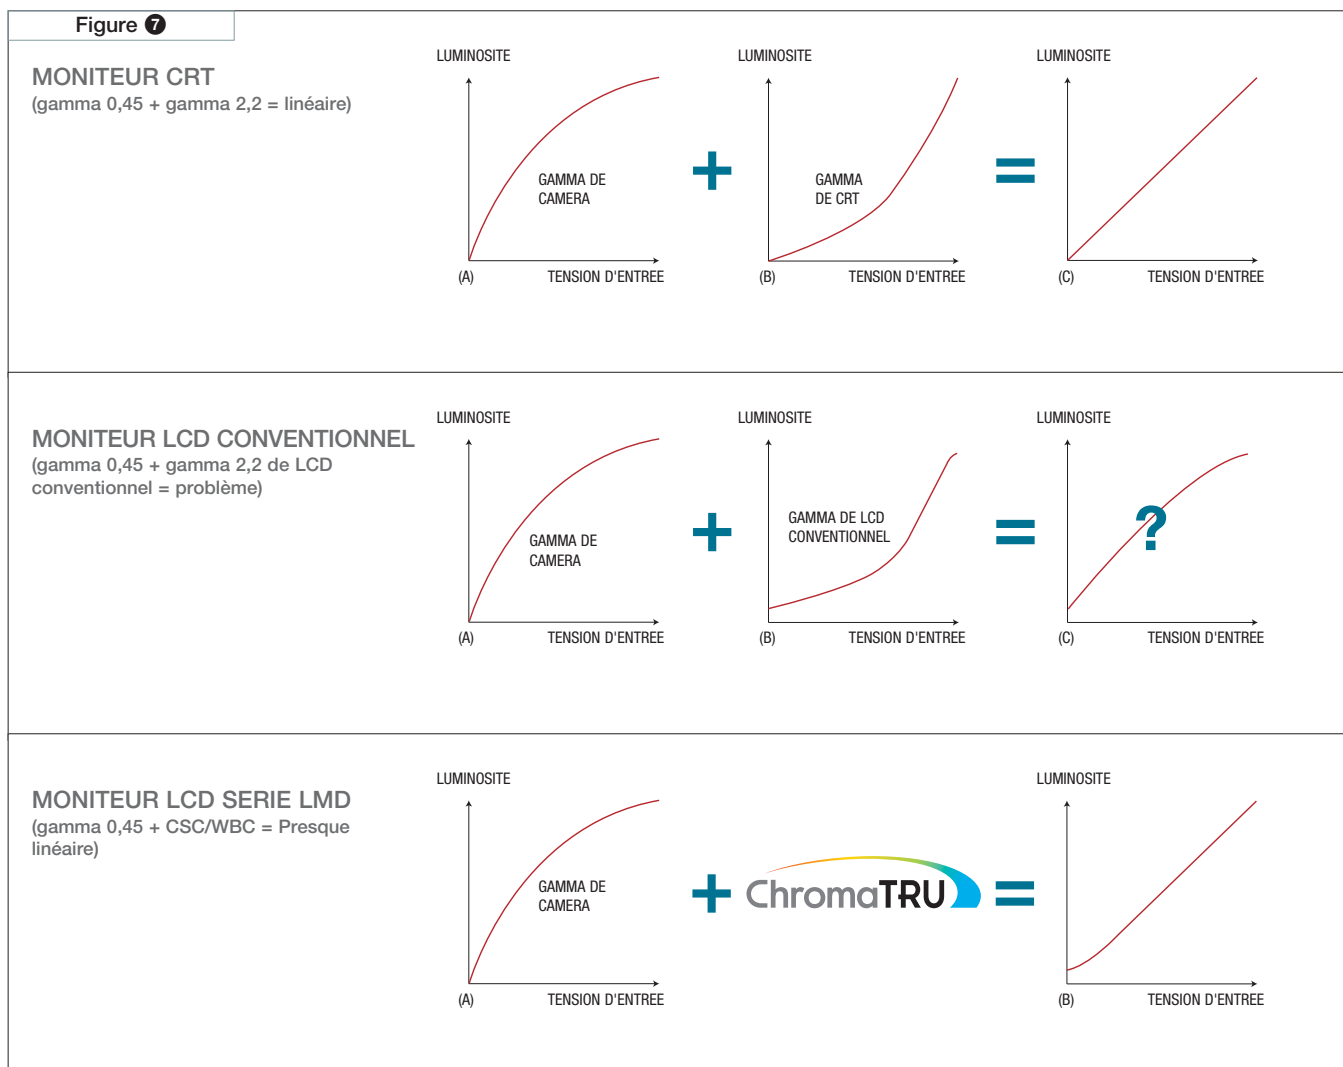 Figure 7
MONITEUR CRT
(gamma 0,45 + gamma 2,2 = linéaire)
LUMINOSITE
GAMMA DE
CAMERA
(A)
TENSION D'ENTREE
+
LUMINOSITE
GAMMA
DE CRT
(B)
TENSION D'ENTREE
=
LUMINOSITE
(C)
TENSION D'ENTREE
MONITEUR LCD CONVENTIONNEL
(gamma 0,45 + gamma 2,2 de LCD
conventionnel = problème)
LUMINOSITE
GAMMA DE
CAMERA
(A)
TENSION D'ENTREE
+
LUMINOSITE
GAMMA DE LCD
CONVENTIONNEL
(B)
TENSION D'ENTREE
=
LUMINOSITE
?
(C)
TENSION D'ENTREE
MONITEUR LCD SERIE LMD
(gamma 0,45 + CSC/WBC = Presque
linéaire)
LUMINOSITE
GAMMA DE
CAMERA
(A)
TENSION D'ENTREE
+
ChromaTRU
=
LUMINOSITE
(B)
TENSION D'ENTREE